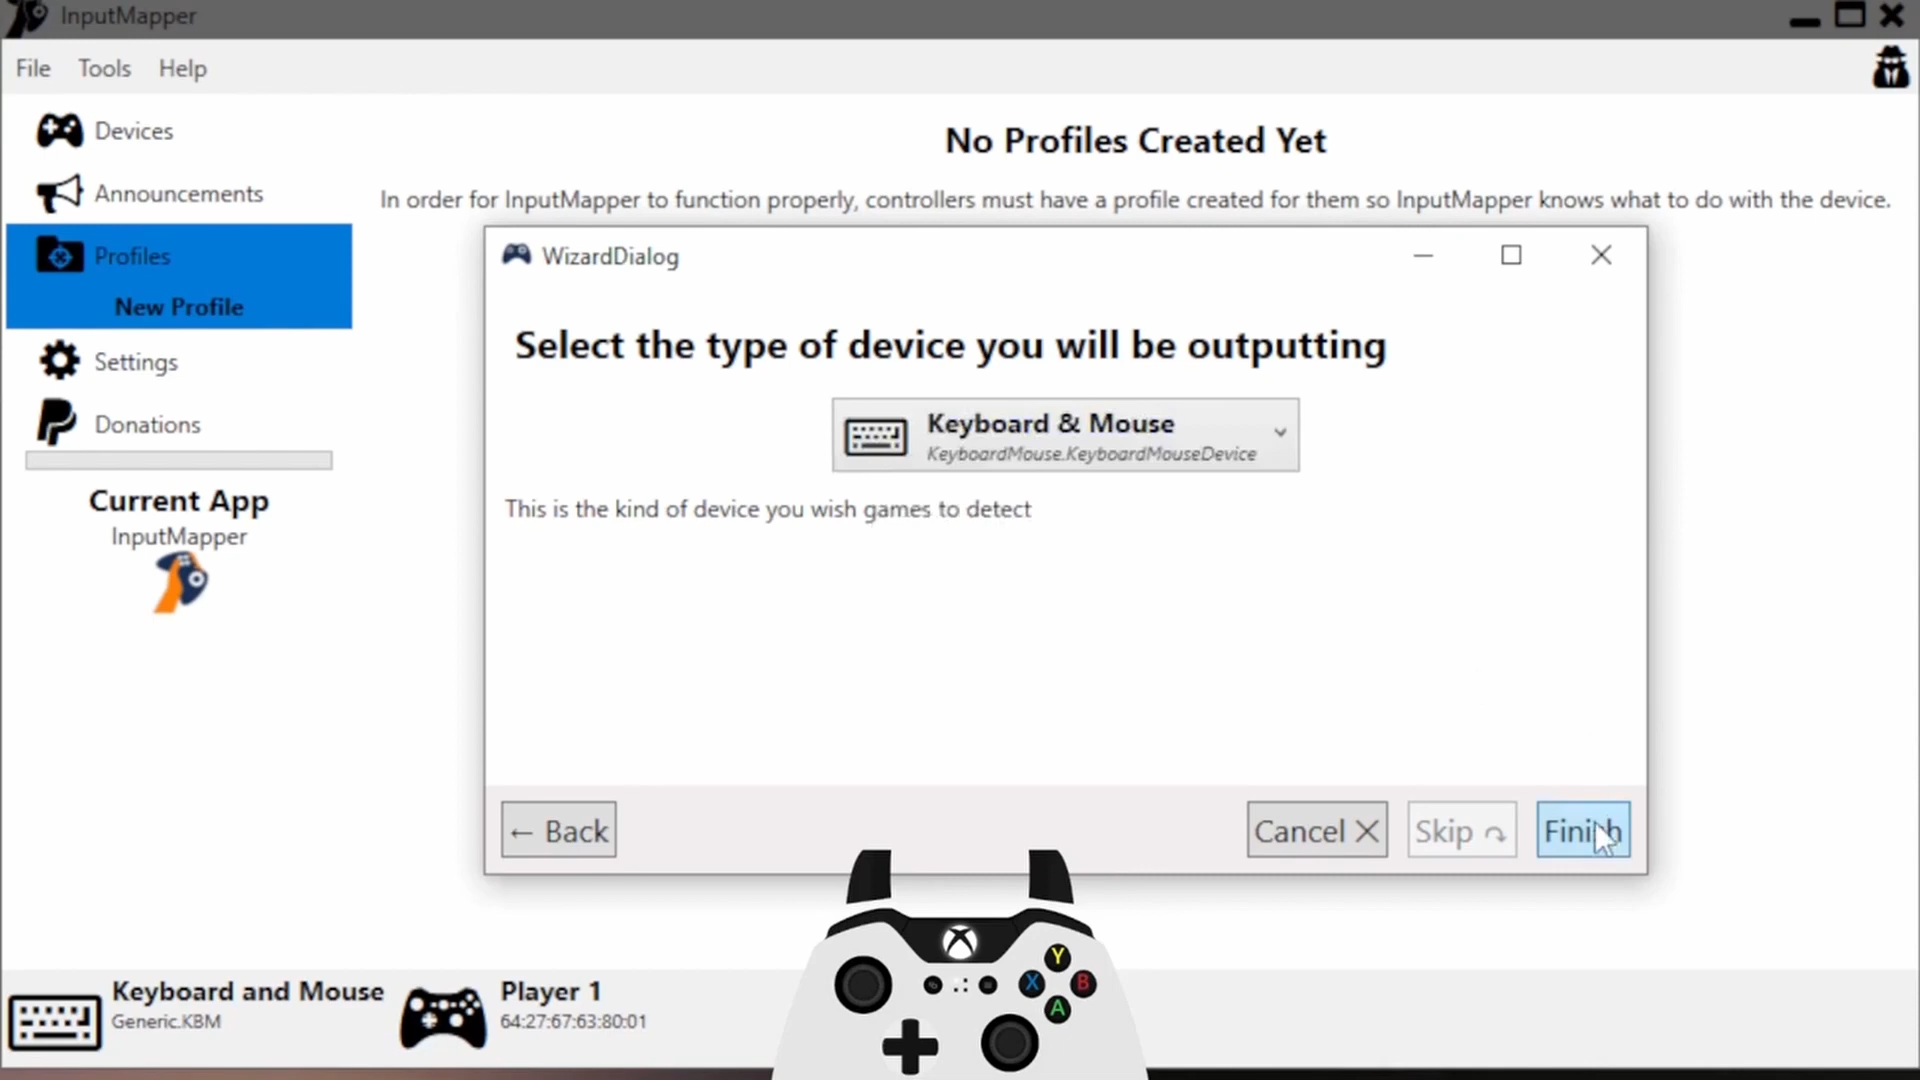 InputMapper
File Tools Help
Devices
Announcements
Profiles
New Profile
Settings
Donations
Current App
InputMapper
No Profiles Created Yet
In order for InputMapper to function properly, controllers must have a profile created for them so InputMapper knows what to do with the device.
WizardDialog
Select the type of device you will be outputting
Keyboard & Mouse
KeyboardMouse.KeyboardMouseDevice
This is the kind of device you wish games to detect
← Back
Cancel
Skip
Finish
Keyboard and Mouse
Generic.KBM
Player 1
64:27:67:63:80:01
Y
X B
A